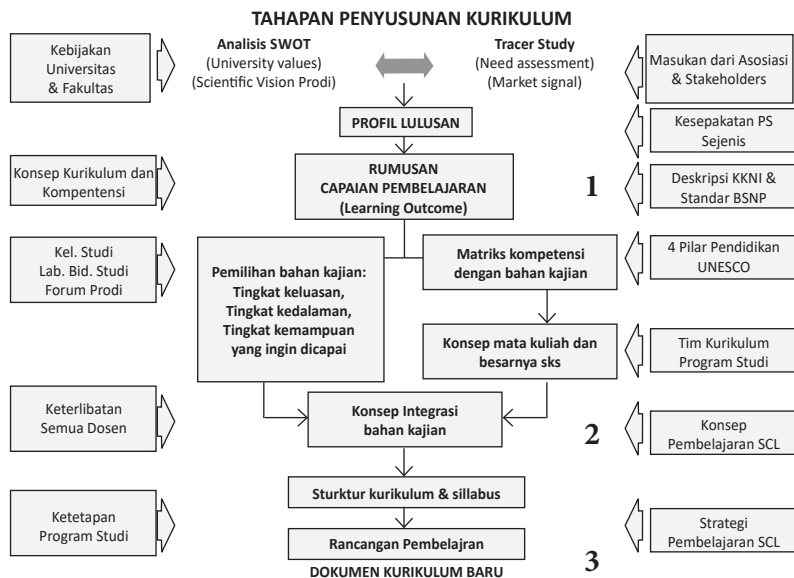 TAHAPAN PENYUSUNAN KURIKULUM
Kebijakan
Universitas
& Fakultas
Analisis SWOT
(University values)
(Scientific Vision Prodi)
Tracer Study
(Need assessment)
(Market signal)
Masukan dari Asosiasi
& Stakeholders
PROFIL LULUSAN
Kesepakatan PS
Sejenis
Konsep Kurikulum dan
Kompentensi
RUMUSAN
CAPAIAN PEMBELAJARAN
(Learning Outcome)
1
Deskripsi KKNI &
Standar BSNP
Kel. Studi
Lab. Bid. Studi
Forum Prodi
Pemilihan bahan kajian:
Tingkat keluasan,
Tingkat kedalaman,
Tingkat kemampuan
yang ingin dicapai
Matriks kompetensi
dengan bahan kajian
4 Pilar Pendidikan
UNESCO
Konsep mata kuliah dan
besarnya sks
Tim Kurikulum
Program Studi
Keterlibatan
Semua Dosen
Konsep Integrasi
bahan kajian
2
Konsep
Pembelajaran SCL
Sturktur kurikulum & sillabus
Ketetapan
Program Studi
Rancangan Pembelajran
3
Strategi
Pembelajaran SCL
DOKUMEN KURIKULUM BARU